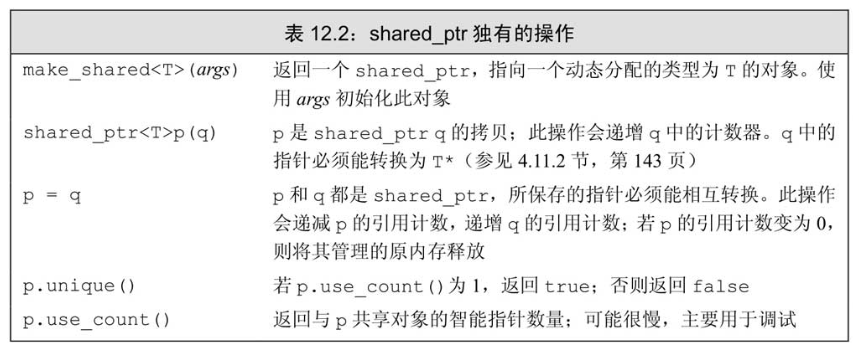 表 12.2：shared_ptr 独有的操作
make_shared<T>(args) 返回一个 shared_ptr，指向一个动态分配的类型为 T 的对象。使
用 args 初始化此对象
shared_ptr<T>p(q) p 是 shared_ptr q 的拷贝；此操作会递增 q 中的计数器。q 中的
指针必须能转换为 T*（参见 4.11.2 节，第 143 页）
p = q p 和 q 都是 shared_ptr，所保存的指针必须能相互转换。此操作
会递减 p 的引用计数，递增 q 的引用计数；若 p 的引用计数变为 0，
则将其管理的原内存释放
p.unique() 若 p.use_count() 为 1，返回 true；否则返回 false
p.use_count() 返回与 p 共享对象的智能指针数量；可能很慢，主要用于调试